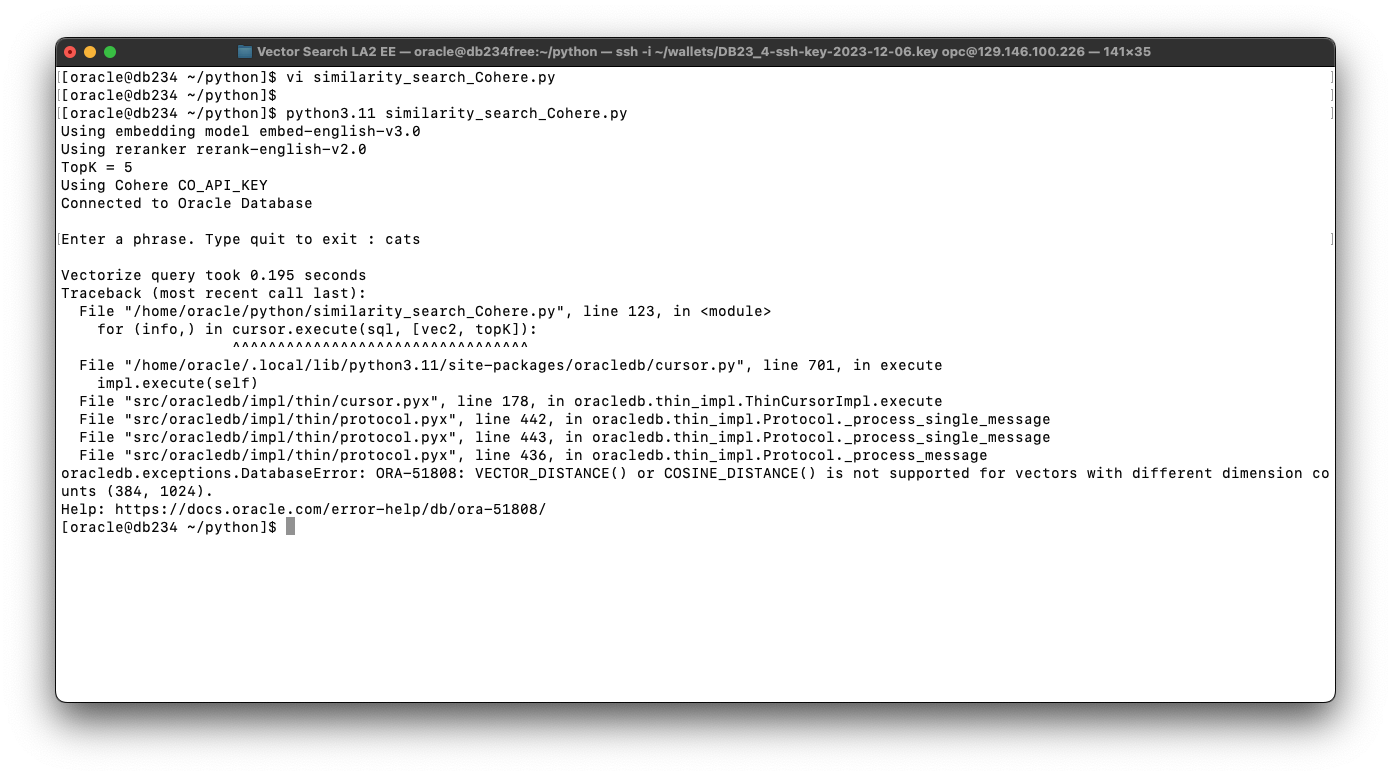 Vector Search LA2 EE — oracle@db234free:~/python — ssh -i ~/wallets/DB23_4-ssh-key-2023-12-06.key opc@129.146.100.226 — 141×35
[[oracle@db234 ~/python]$ vi similarity_search_Cohere.py ]
[[oracle@db234 ~/python]$ ]
[[oracle@db234 ~/python]$ python3.11 similarity_search_Cohere.py ]
Using embedding model embed-english-v3.0
Using reranker rerank-english-v2.0
TopK = 5
Using Cohere CO_API_KEY
Connected to Oracle Database
[Enter a phrase. Type quit to exit : cats ]
Vectorize query took 0.195 seconds
Traceback (most recent call last):
  File "/home/oracle/python/similarity_search_Cohere.py", line 123, in <module>
    for (info,) in cursor.execute(sql, [vec2, topK]):
                   ^^^^^^^^^^^^^^^^^^^^^^^^^^^^^^^^^
  File "/home/oracle/.local/lib/python3.11/site-packages/oracledb/cursor.py", line 701, in execute
    impl.execute(self)
  File "src/oracledb/impl/thin/cursor.pyx", line 178, in oracledb.thin_impl.ThinCursorImpl.execute
  File "src/oracledb/impl/thin/protocol.pyx", line 442, in oracledb.thin_impl.Protocol._process_single_message
  File "src/oracledb/impl/thin/protocol.pyx", line 443, in oracledb.thin_impl.Protocol._process_single_message
  File "src/oracledb/impl/thin/protocol.pyx", line 436, in oracledb.thin_impl.Protocol._process_message
oracledb.exceptions.DatabaseError: ORA-51808: VECTOR_DISTANCE() or COSINE_DISTANCE() is not supported for vectors with different dimension co
unts (384, 1024).
Help: https://docs.oracle.com/error-help/db/ora-51808/
[oracle@db234 ~/python]$